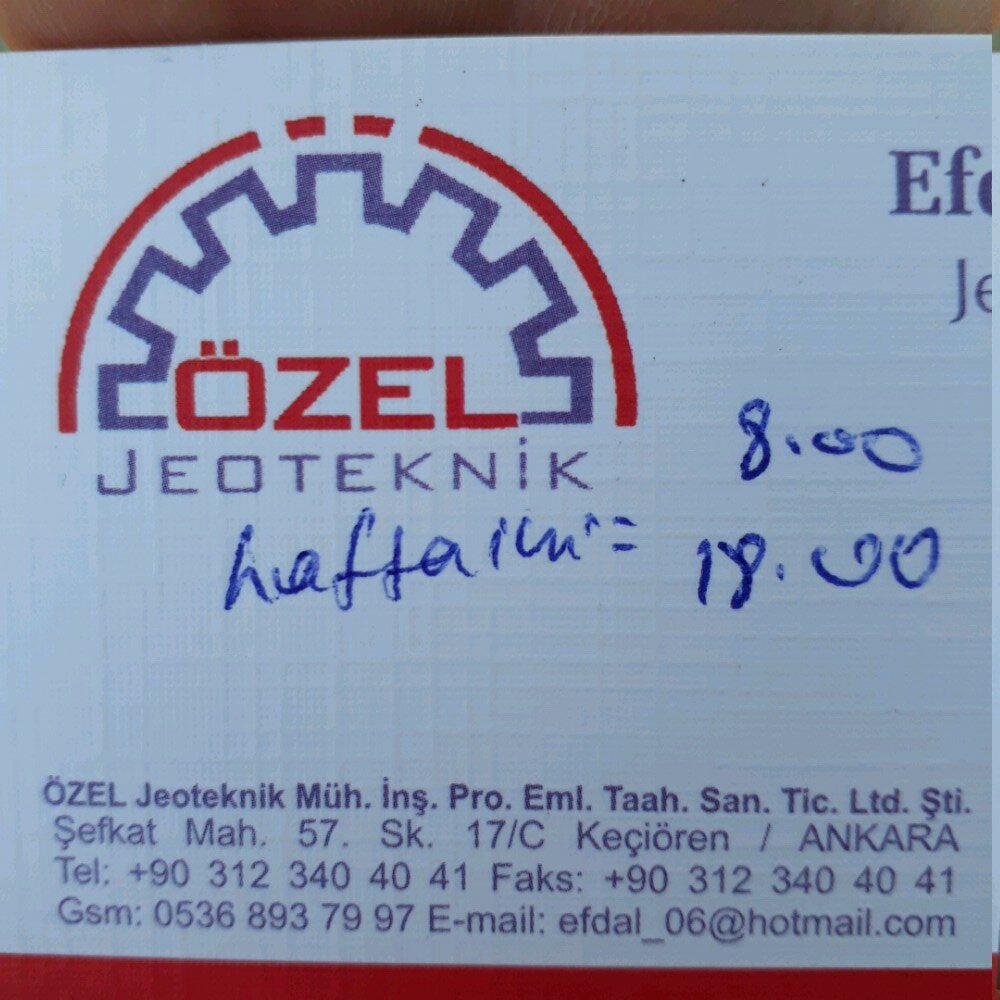 ÖZEL
JEOTEKNİK
Efd
Je
8.00
haftaiçi: 18.00
ÖZEL Jeoteknik Müh. İnş. Pro. Eml. Taah. San. Tic. Ltd. Şti.
Şefkat Mah. 57. Sk. 17/C Keçiören / ANKARA
Tel: +90 312 340 40 41 Faks: +90 312 340 40 41
Gsm: 0536 893 79 97 E-mail: efdal_06@hotmail.com